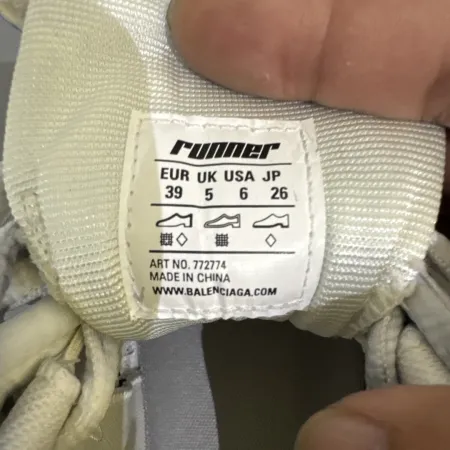 runner
EUR UK USA JP
39 5 6 26
ART NO. 772774
MADE IN CHINA
WWW.BALENCIAGA.COM